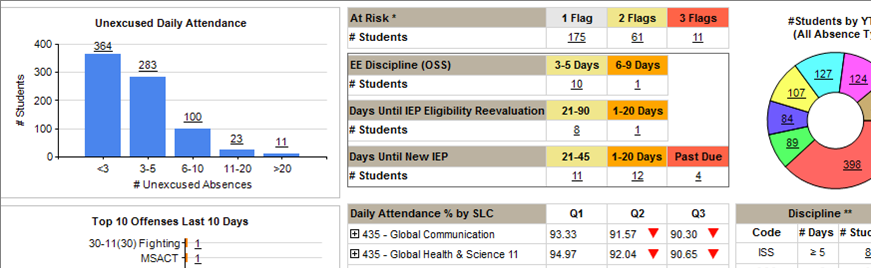 Unexcused Daily Attendance
400
300
200
100
0
# Students
364
283
100
23
11
<3 3-5 6-10 11-20 >20
# Unexcused Absences
Top 10 Offenses Last 10 Days
30-11(30) Fighting 1
MSACT 1
At Risk * 1 Flag 2 Flags 3 Flags
# Students 175 61 11
EE Discipline (OSS) 3-5 Days 6-9 Days
# Students 10 1
Days Until IEP Eligibility Reevaluation 21-90 1-20 Days
# Students 8 1
Days Until New IEP 21-45 1-20 Days Past Due
# Students 11 12 4
Daily Attendance % by SLC Q1 Q2 Q3
435 - Global Communication 93.33 91.57 90.30
435 - Global Health & Science 11 94.97 92.04 90.65
#Students by YT
(All Absence Ty
127
124
107
84
89
398
Discipline **
Code # Days # Stud
ISS ≥ 5